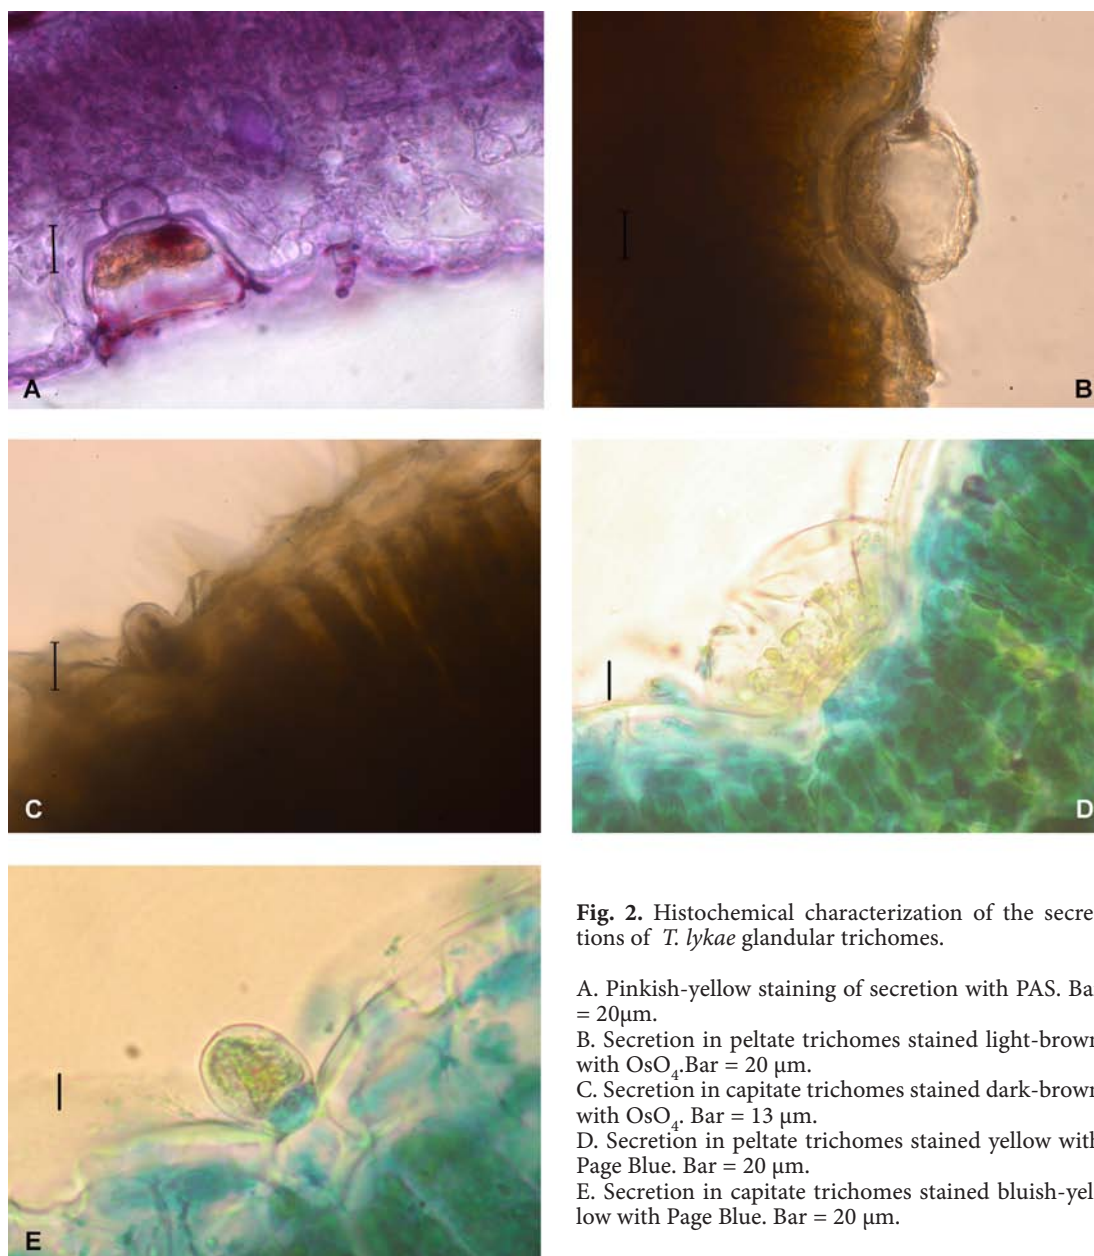 A
B
C
D
E
Fig. 2. Histochemical characterization of the secre-
tions of T. lykae glandular trichomes.
A. Pinkish-yellow staining of secretion with PAS. Ba
= 20µm.
B. Secretion in peltate trichomes stained light-brown
with OsO₄.Bar = 20 µm.
C. Secretion in capitate trichomes stained dark-brown
with OsO₄. Bar = 13 µm.
D. Secretion in peltate trichomes stained yellow with
Page Blue. Bar = 20 µm.
E. Secretion in capitate trichomes stained bluish-yel
low with Page Blue. Bar = 20 µm.